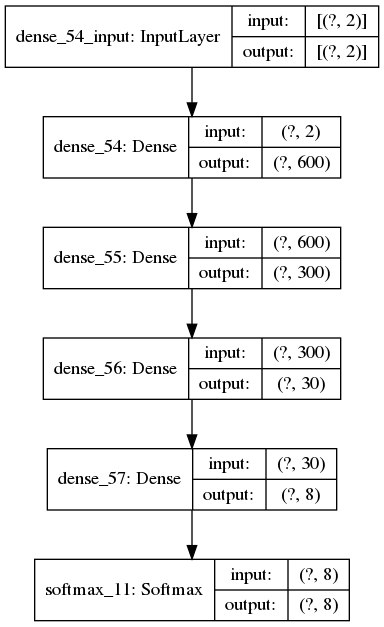 dense_54_input: InputLayer
input: [(?, 2)]
output: [(?, 2)]
dense_54: Dense
input: (?, 2)
output: (?, 600)
dense_55: Dense
input: (?, 600)
output: (?, 300)
dense_56: Dense
input: (?, 300)
output: (?, 30)
dense_57: Dense
input: (?, 30)
output: (?, 8)
softmax_11: Softmax
input: (?, 8)
output: (?, 8)